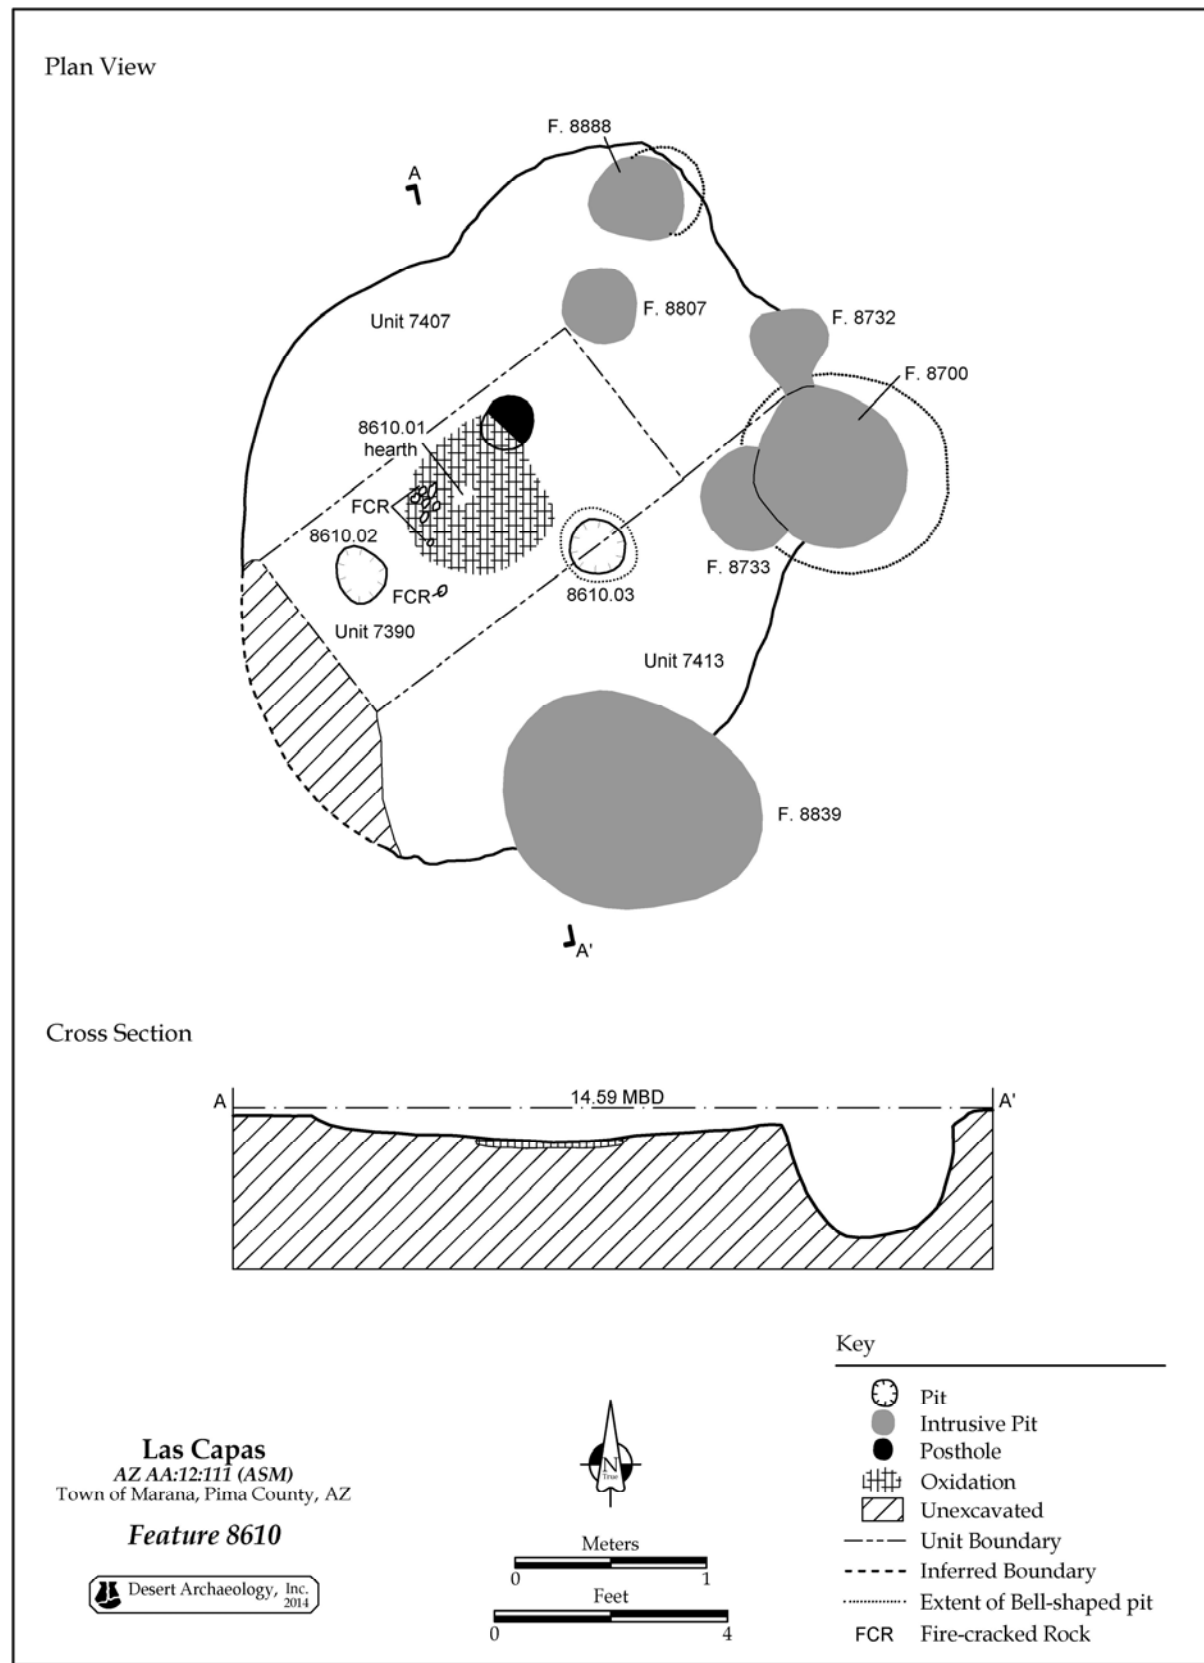 Plan View
F. 8888
A
Unit 7407
F. 8807
F. 8732
F. 8700
8610.01
hearth
FCR
8610.02
F. 8733
FCR
8610.03
Unit 7390
Unit 7413
F. 8839
A'
Cross Section
A
14.59 MBD
A'
Key
Pit
Intrusive Pit
Posthole
Oxidation
Unexcavated
Unit Boundary
Inferred Boundary
Extent of Bell-shaped pit
FCR Fire-cracked Rock
Las Capas
AZ AA:12:111 (ASM)
Town of Marana, Pima County, AZ
Feature 8610
Desert Archaeology, Inc.
2014
N
True
Meters
0 1
Feet
0 4